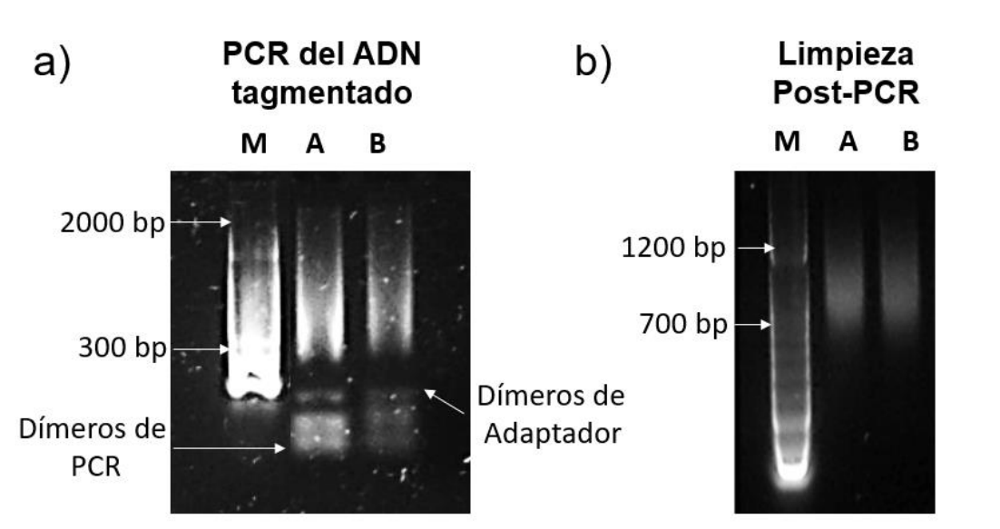 a)
PCR del ADN
tagmentado
M A B
2000 bp
300 bp
Dímeros de
PCR
Dímeros de
Adaptador
b)
Limpieza
Post-PCR
M A B
1200 bp
700 bp